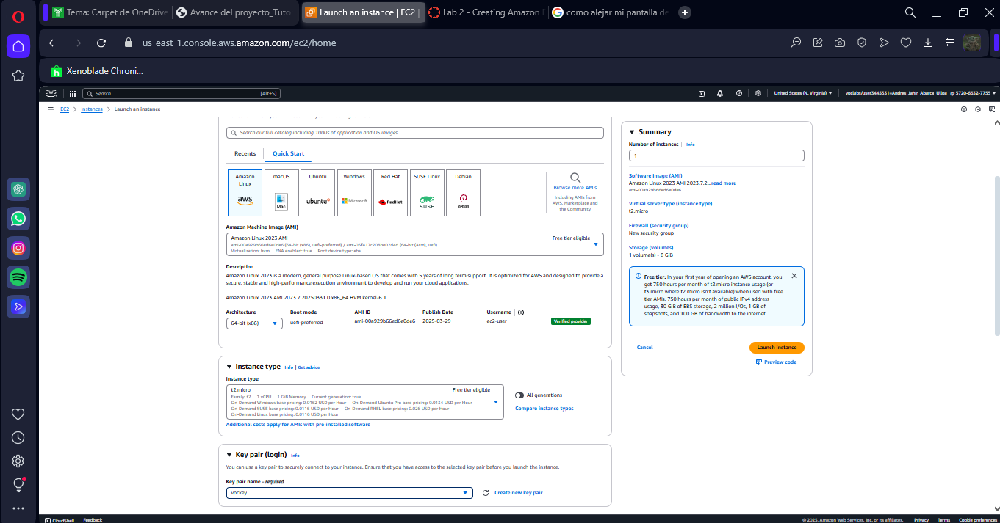 Tema: Carpet de OneDrive
Avance del proyecto_Tuto
Launch an instance | EC2 |
Lab 2 - Creating Amazon E
como alejar mi pantalla de
us-east-1.console.aws.amazon.com/ec2/home
Xenoblade Chroni...
aws
Search
[Alt+S]
United States (N. Virginia)
voclabs/user3445531=Andres_Jahir_Abarca_Ulloa_ @ 5720-6632-7755
EC2 > Instances > Launch an instance
Search our full catalog including 1000s of application and OS images
Recents
Quick Start
Amazon Linux
aws
macOS
Mac
Ubuntu
ubuntu
Windows
Microsoft
Red Hat
Red Hat
SUSE Linux
SUSE
Debian
debian
Browse more AMIs
Including AMIs from
AWS, Marketplace and
the Community
Amazon Machine Image (AMI)
Amazon Linux 2023 AMI
Free tier eligible
ami-00a929b66ed6e0de6 (64-bit (x86), uefi-preferred) / ami-05f417c208be02d4d (64-bit (Arm), uefi)
Virtualization: hvm ENA enabled: true Root device type: ebs
Description
Amazon Linux 2023 is a modern, general purpose Linux-based OS that comes with 5 years of long term support. It is optimized for AWS and designed to provide a
secure, stable and high-performance execution environment to develop and run your cloud applications.
Amazon Linux 2023 AMI 2023.7.20250331.0 x86_64 HVM kernel-6.1
Architecture
Boot mode
AMI ID
Publish Date
Username
64-bit (x86)
uefi-preferred
ami-00a929b66ed6e0de6
2025-03-29
ec2-user
Verified provider
Instance type Info | Get advice
Instance type
t2.micro
Free tier eligible
Family: t2 1 vCPU 1 GiB Memory Current generation: true
On-Demand Windows base pricing: 0.0162 USD per Hour On-Demand Ubuntu Pro base pricing: 0.0134 USD per Hour
On-Demand SUSE base pricing: 0.0116 USD per Hour On-Demand RHEL base pricing: 0.026 USD per Hour
On-Demand Linux base pricing: 0.0116 USD per Hour
All generations
Compare instance types
Additional costs apply for AMIs with pre-installed software
Key pair (login) Info
You can use a key pair to securely connect to your instance. Ensure that you have access to the selected key pair before you launch the instance.
Key pair name - required
vockey
Create new key pair
Summary
Number of instances Info
1
Software Image (AMI)
Amazon Linux 2023 AMI 2023.7.2...read more
ami-00a929b66ed6e0de6
Virtual server type (instance type)
t2.micro
Firewall (security group)
New security group
Storage (volumes)
1 volume(s) - 8 GiB
Free tier: In your first year of opening an AWS account, you
get 750 hours per month of t2.micro instance usage (or
t3.micro where t2.micro isn't available) when used with free
tier AMIs, 750 hours per month of public IPv4 address
usage, 30 GiB of EBS storage, 2 million I/Os, 1 GB of
snapshots, and 100 GB of bandwidth to the internet.
Cancel
Launch instance
Preview code
CloudShell
Feedback
© 2025, Amazon Web Services, Inc. or its affiliates.
Privacy
Terms
Cookie preferences